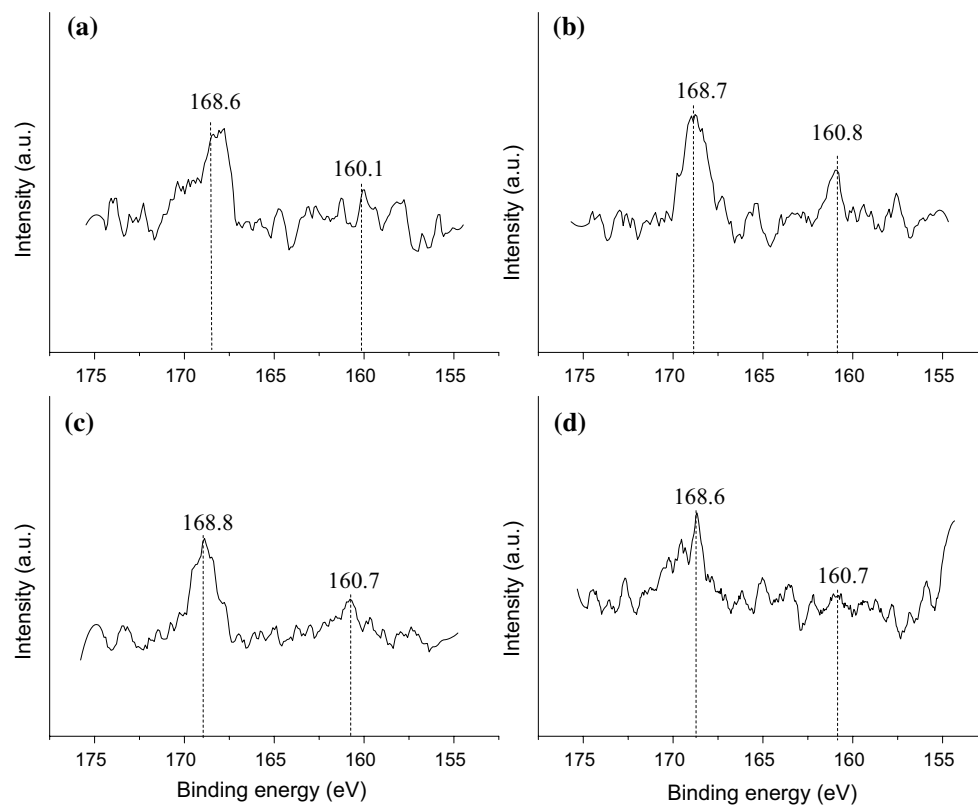 (a)
168.6
160.1
Intensity (a.u.)
175 170 165 160 155
(b)
168.7
160.8
Intensity (a.u.)
175 170 165 160 155
(c)
168.8
160.7
Intensity (a.u.)
175 170 165 160 155
Binding energy (eV)
(d)
168.6
160.7
Intensity (a.u.)
175 170 165 160 155
Binding energy (eV)